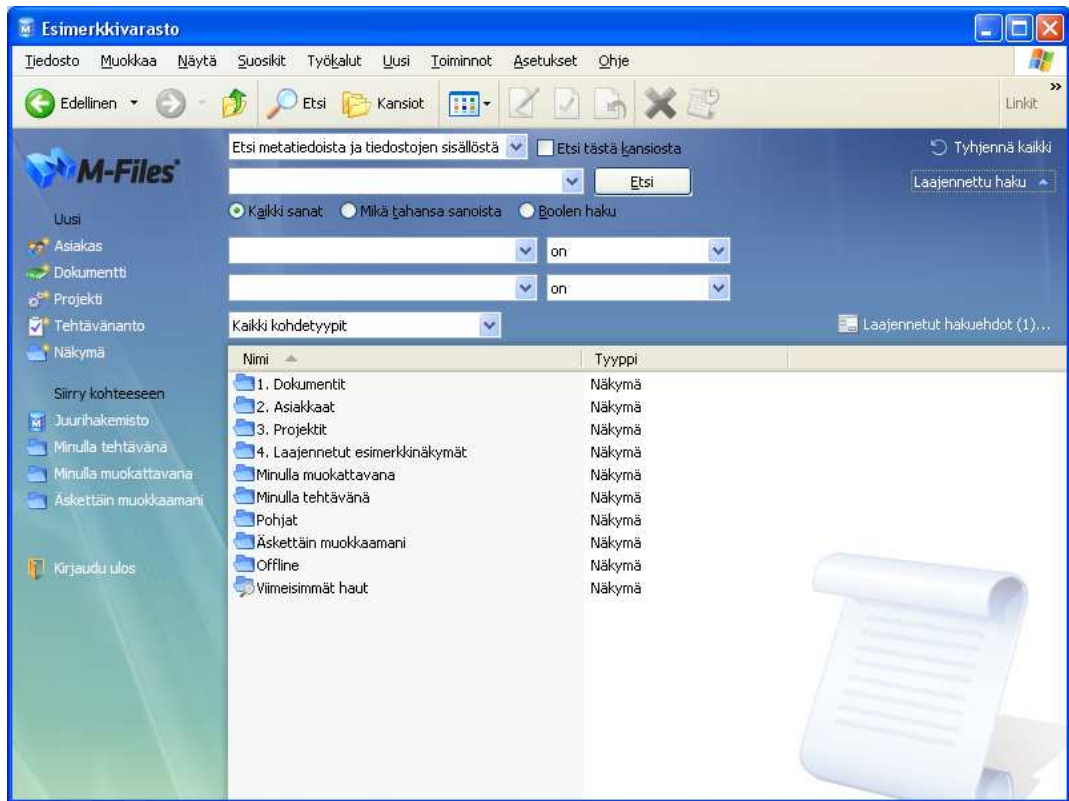 Esimerkkivarasto
Tiedosto Muokkaa Näytä Suosikit Työkalut Uusi Toiminnot Asetukset Ohje
Edellinen Etsi Kansiot Linkit
M-Files
Etsi metatiedoista ja tiedostojen sisällöstä Etsi tästä kansiosta Tyhjennä kaikki
Etsi Laajennettu haku
Kaikki sanat Mikä tahansa sanoista Boolen haku
on
on
Kaikki kohdetyypit Laajennetut hakuehdot (1)...
Uusi
Asiakas
Dokumentti
Projekti
Tehtävänanto
Näkymä
Siirry kohteeseen
Juurihakemisto
Minulla tehtävänä
Minulla muokattavana
Äskettäin muokkaamani
Kirjaudu ulos
Nimi Tyyppi
1. Dokumentit Näkymä
2. Asiakkaat Näkymä
3. Projektit Näkymä
4. Laajennetut esimerkkinäkymät Näkymä
Minulla muokattavana Näkymä
Minulla tehtävänä Näkymä
Pohjat Näkymä
Äskettäin muokkaamani Näkymä
Offline Näkymä
Viimeisimmät haut Näkymä